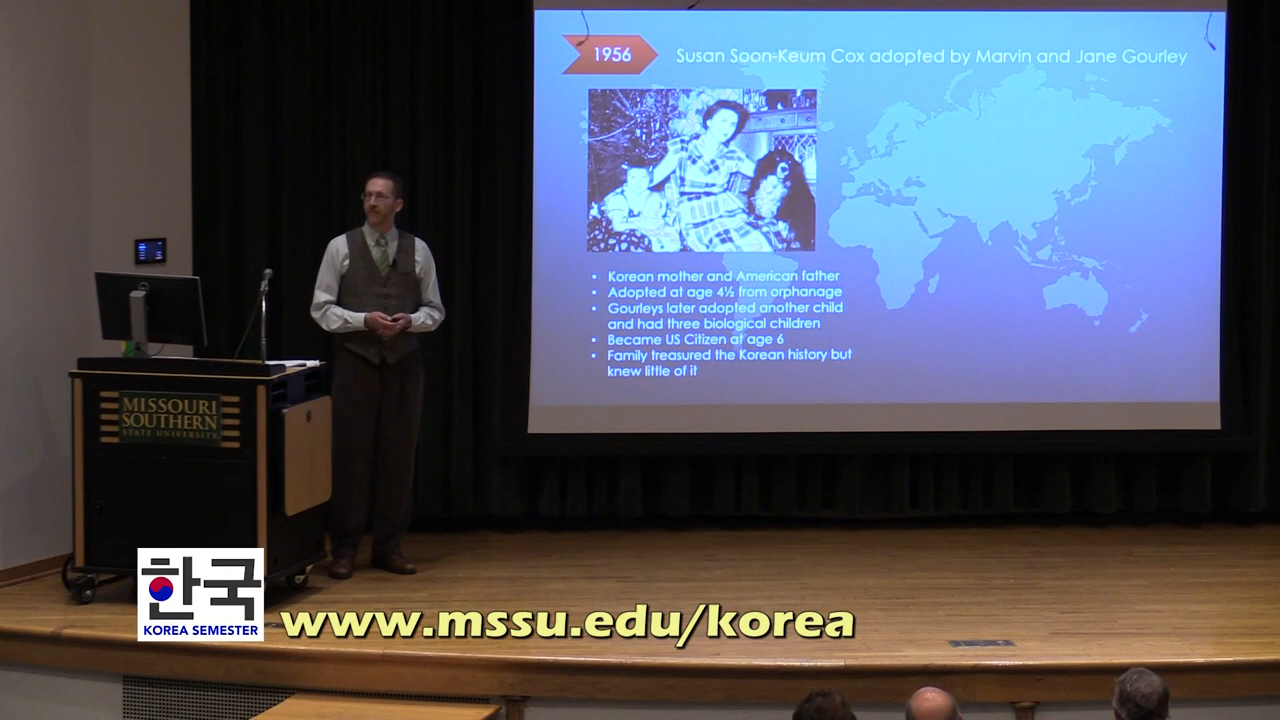 1956
Susan Soon-Keum Cox adopted by Marvin and Jane Gourley
• Korean mother and American father
• Adopted at age 4½ from orphanage
• Gourleys later adopted another child
and had three biological children
• Became US Citizen at age 6
• Family treasured the Korean history but
knew little of it
MISSOURI
SOUTHERN
STATE UNIVERSITY
한국
KOREA SEMESTER
www.mssu.edu/korea